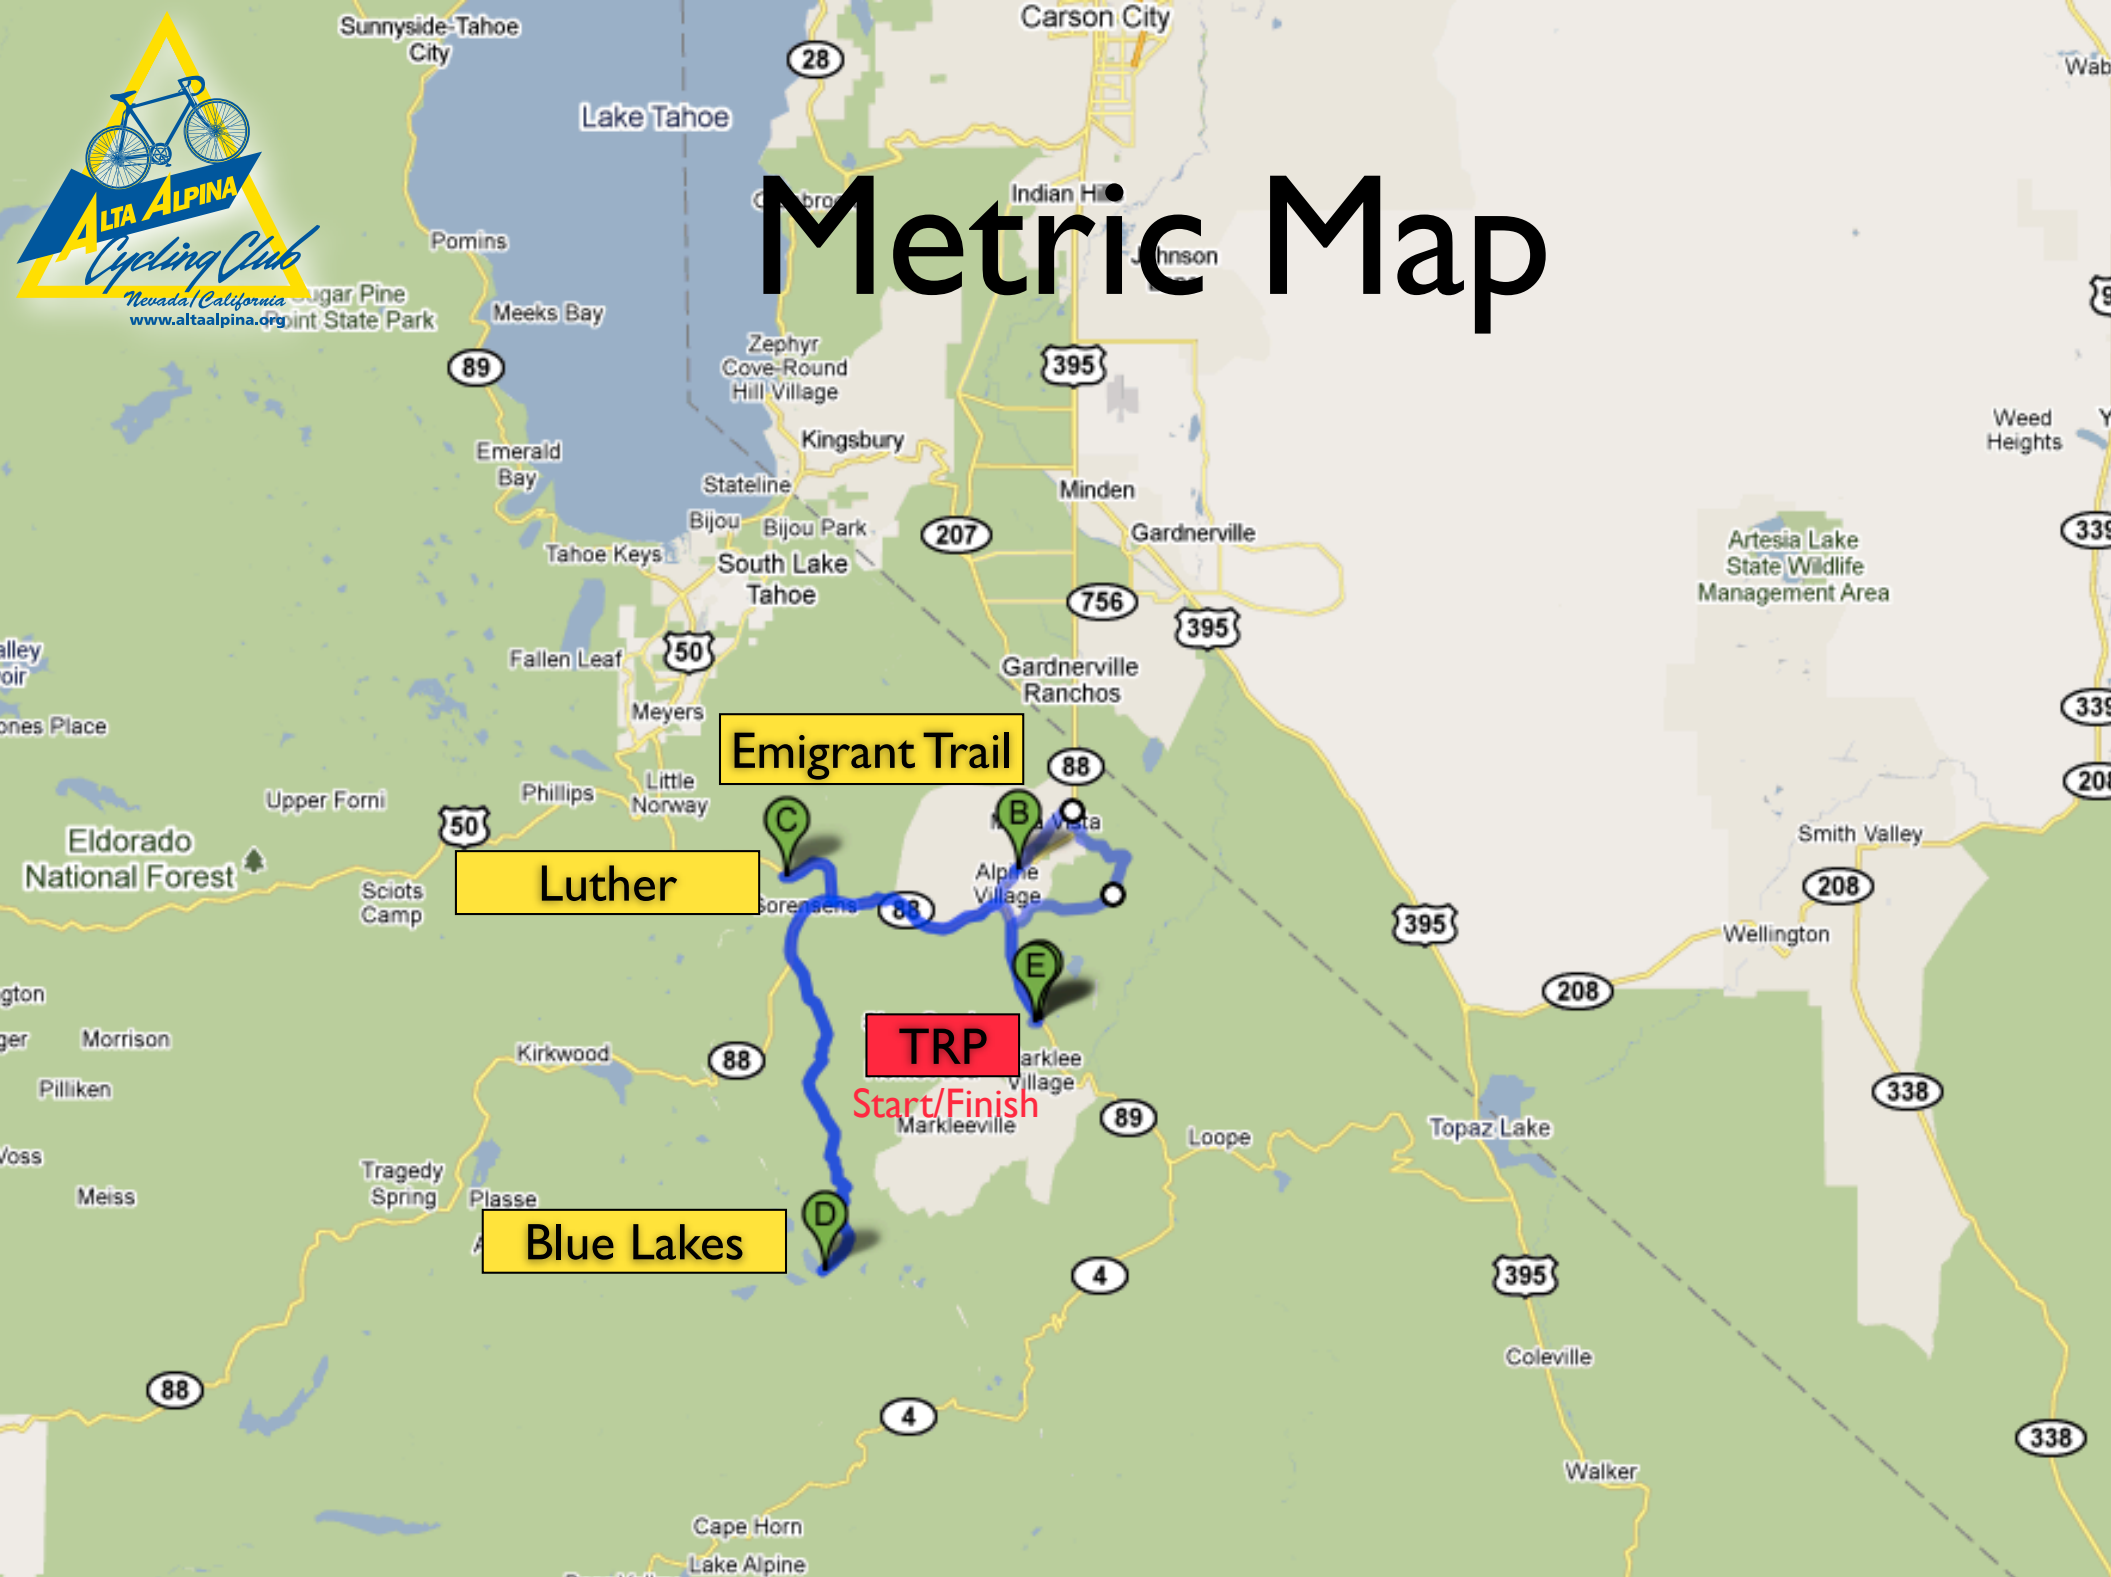 Sunnyside-Tahoe
City
28
Carson City
Lake Tahoe
ALTA ALPINA
Cycling Club
Nevada/California
www.altaalpina.org
Metric Map
Indian
Pomins
Point State Park
Meeks Bay
89
Zephyr
Cove-Round
Hill Village
395
Emerald
Bay
Kingsbury
Stateline
Minden
Weed
Heights
Bijou
Bijou Park
207
Gardnerville
339
Tahoe Keys
South Lake
Tahoe
Artesia Lake
State Wildlife
Management Area
756
395
50
Fallen Leaf
Gardnerville
Ranchos
Meyers
339
Emigrant Trail
88
208
Upper Forni
Phillips
Little
Norway
50
C
B
Vista
Smith Valley
Eldorado
National Forest
Luther
Alpine
Village
208
Sciots
Camp
Sorensens
88
395
Wellington
E
208
Morrison
Kirkwood
88
TRP
Village
Start/Finish
Markleeville
Pilliken
338
89
Loope
Topaz Lake
Tragedy
Spring
Meiss
Plasse
Blue Lakes
D
4
395
Coleville
88
4
338
Walker
Cape Horn
Lake Alpine